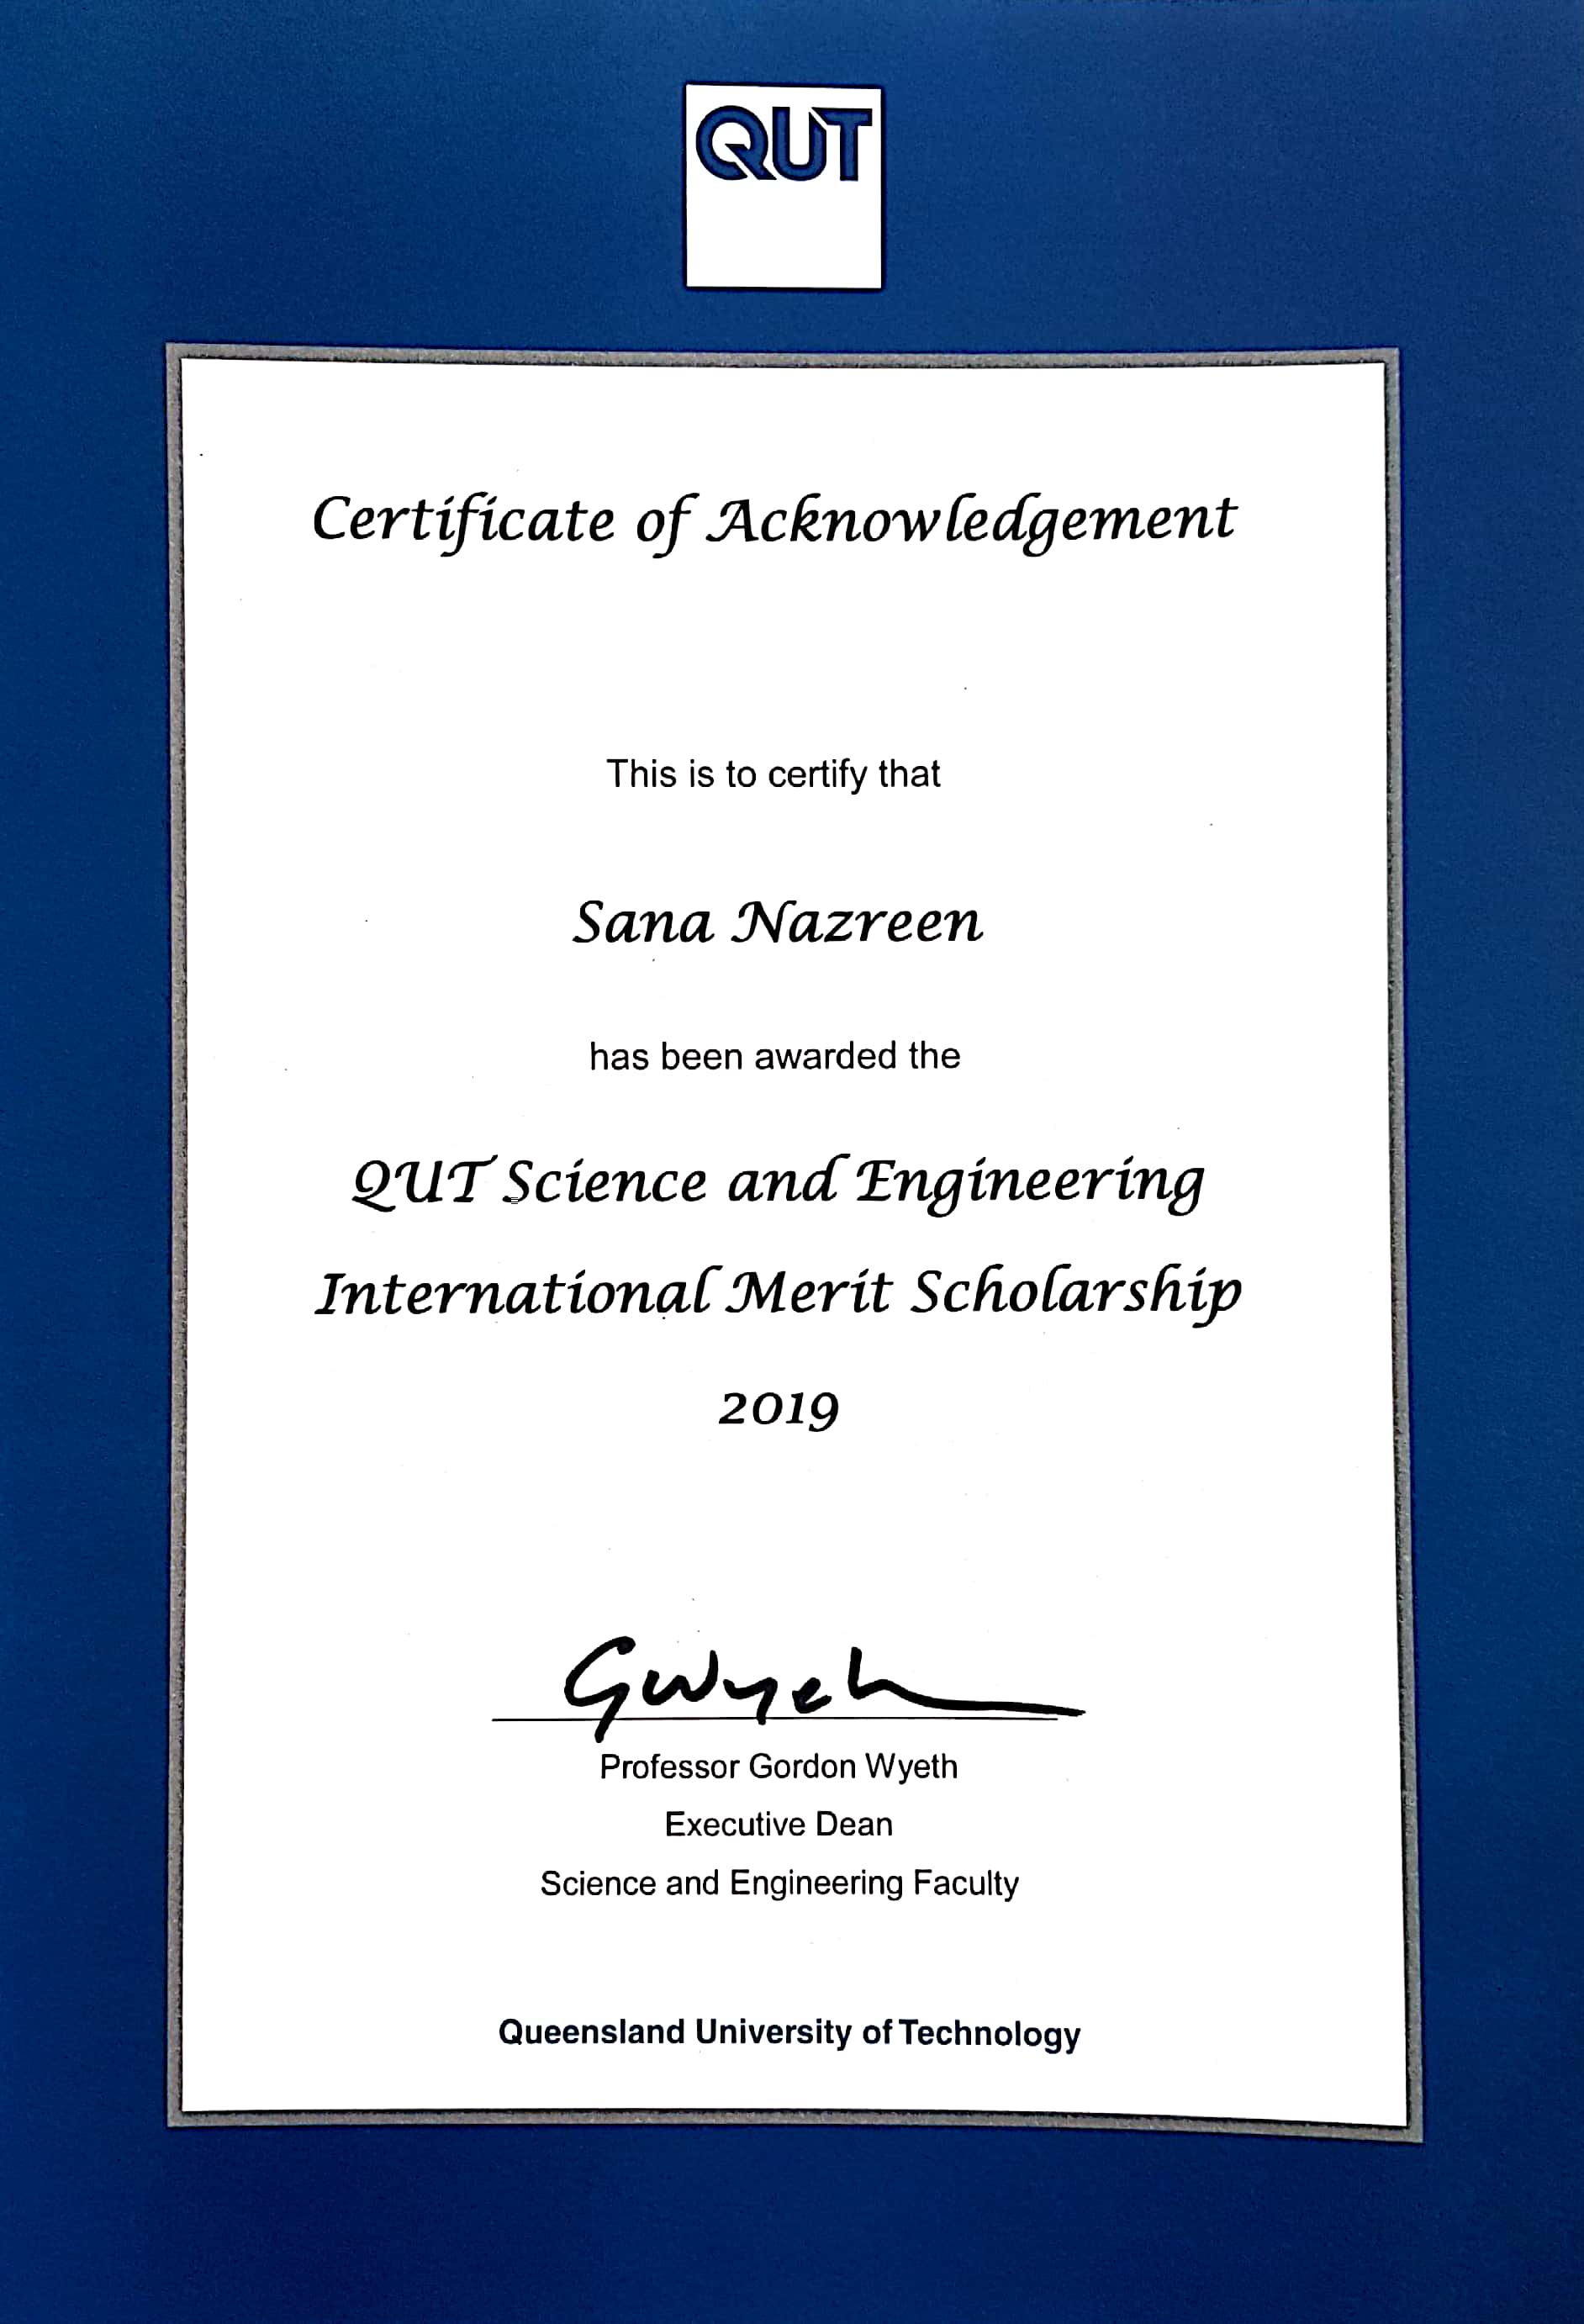 QUT
Certificate of Acknowledgement
This is to certify that
Sana Nazreen
has been awarded the
QUT Science and Engineering
International Merit Scholarship
2019
GWyeth
Professor Gordon Wyeth
Executive Dean
Science and Engineering Faculty
Queensland University of Technology